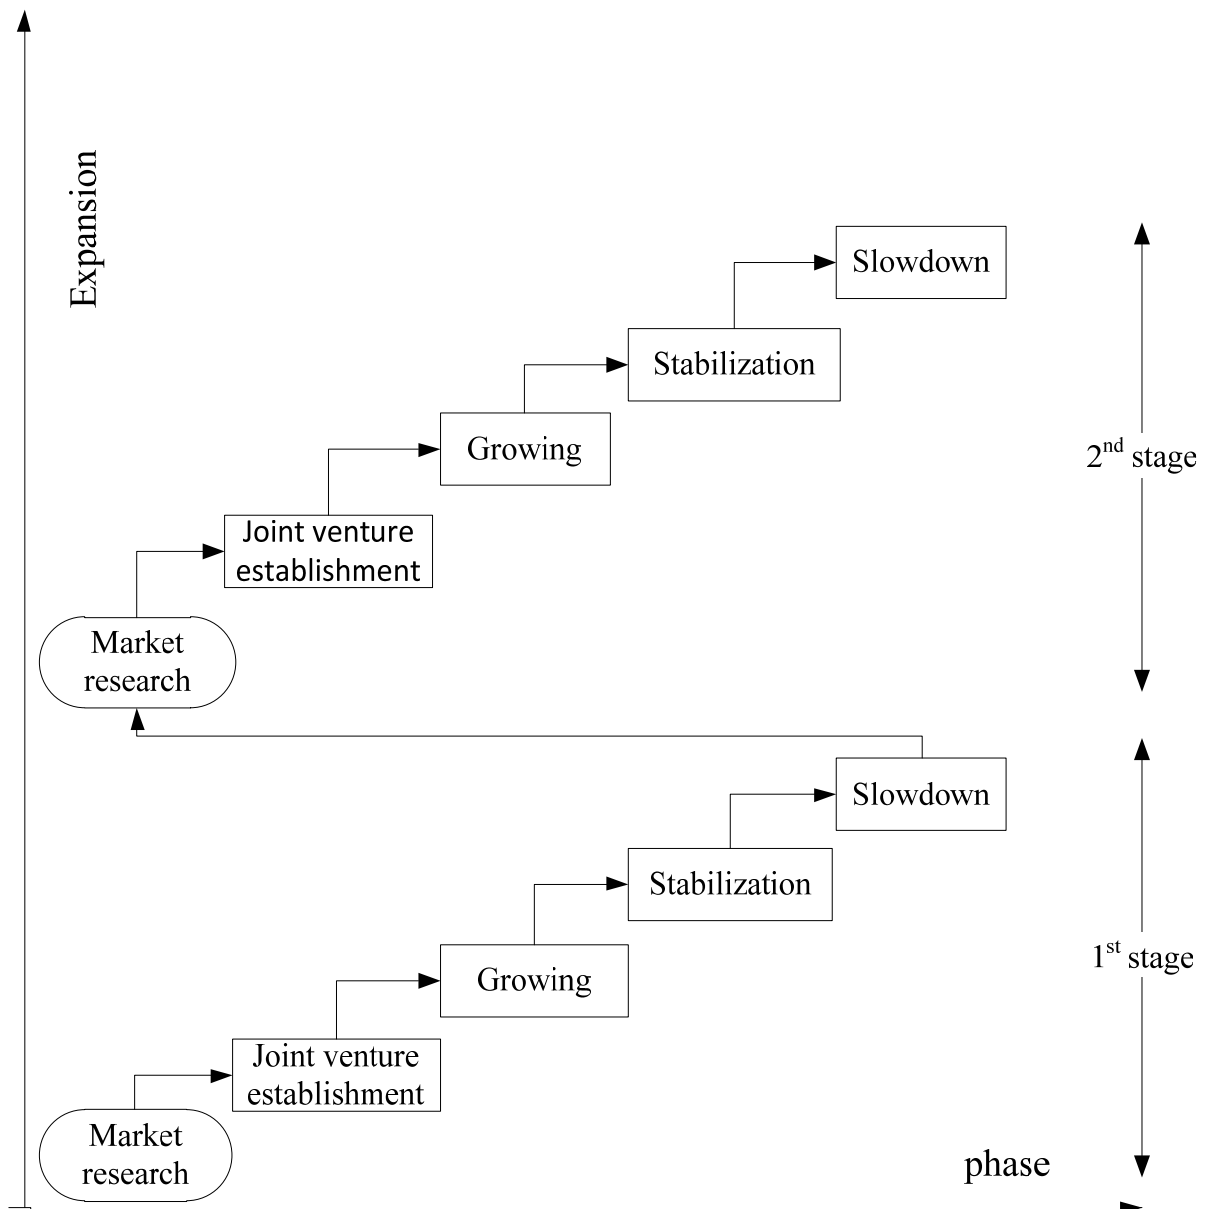 Expansion
Slowdown
Stabilization
Growing
2nd stage
Joint venture
establishment
Market
research
Slowdown
Stabilization
1st stage
Growing
Joint venture
establishment
Market
research
phase